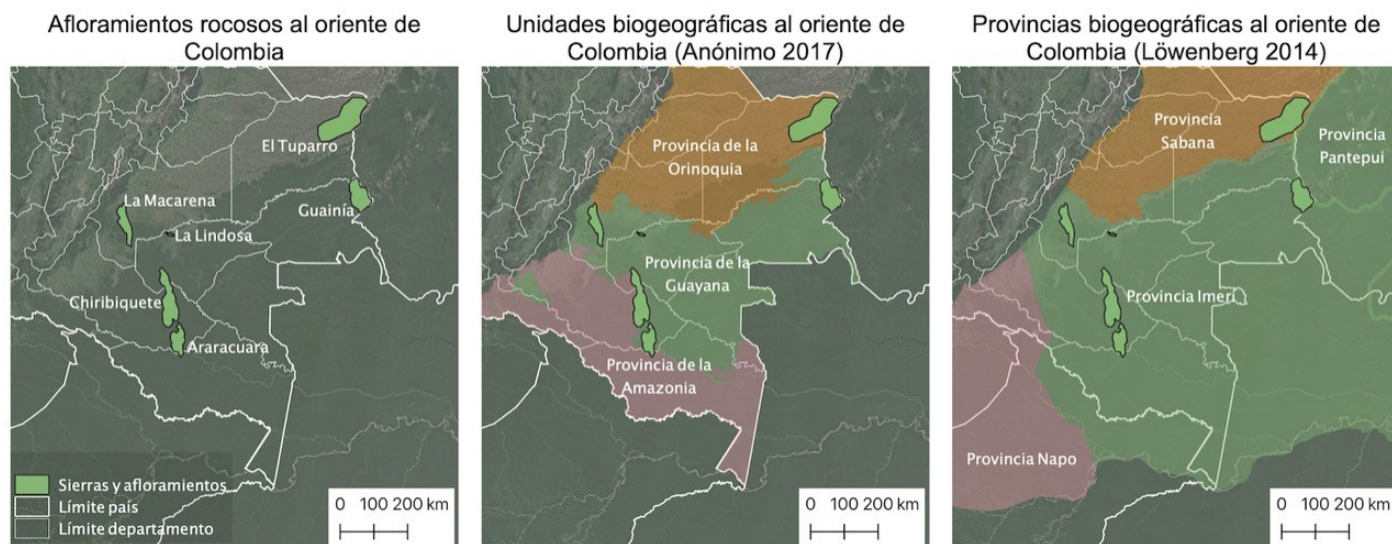 Afloramientos rocosos al oriente de
Colombia
El Tuparro
La Macarena
Guainía
La Lindosa
Chiribiquete
Araracuara
Sierras y afloramientos
Límite país
Límite departamento
0 100 200 km
Unidades biogeográficas al oriente de
Colombia (Anónimo 2017)
Provincia de la
Orinoquia
Provincia de la
Guayana
Provincia de la
Amazonia
0 100 200 km
Provincias biogeográficas al oriente de
Colombia (Löwenberg 2014)
Provincia
Sabana
Provincia
Pantepui
Provincia Imerí
Provincia Napo
0 100 200 km